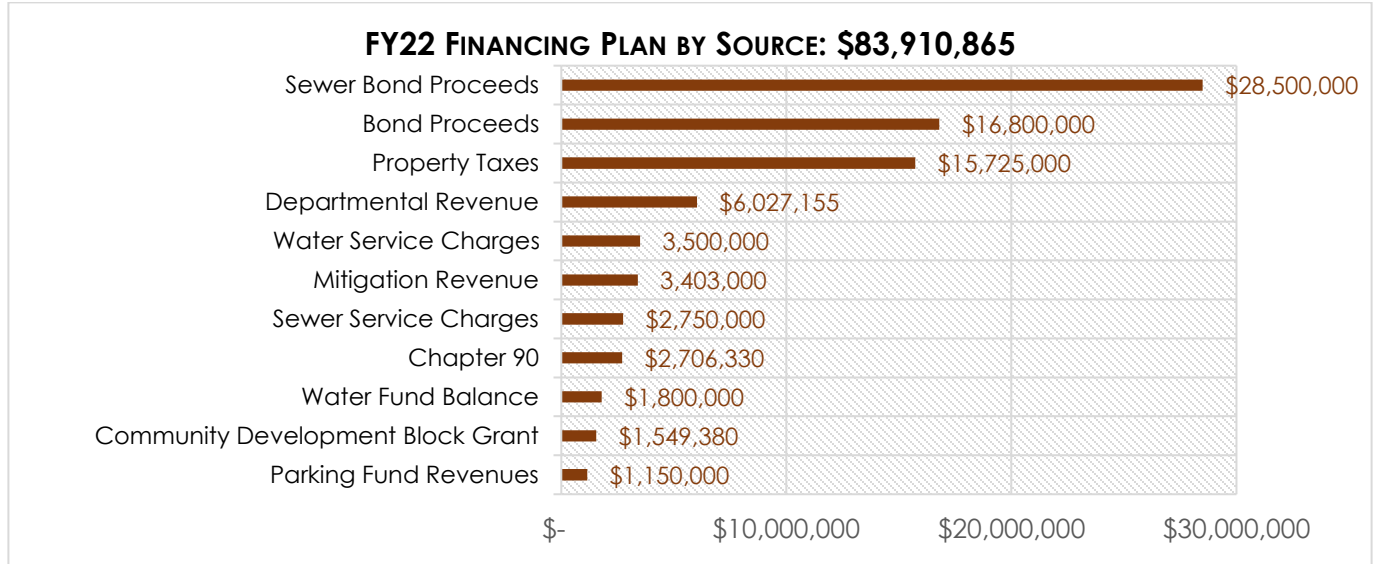 FY22 FINANCING PLAN BY SOURCE: $83,910,865
Sewer Bond Proceeds $28,500,000
Bond Proceeds $16,800,000
Property Taxes $15,725,000
Departmental Revenue $6,027,155
Water Service Charges 3,500,000
Mitigation Revenue 3,403,000
Sewer Service Charges $2,750,000
Chapter 90 $2,706,330
Water Fund Balance $1,800,000
Community Development Block Grant $1,549,380
Parking Fund Revenues $1,150,000
$- $10,000,000 $20,000,000 $30,000,000